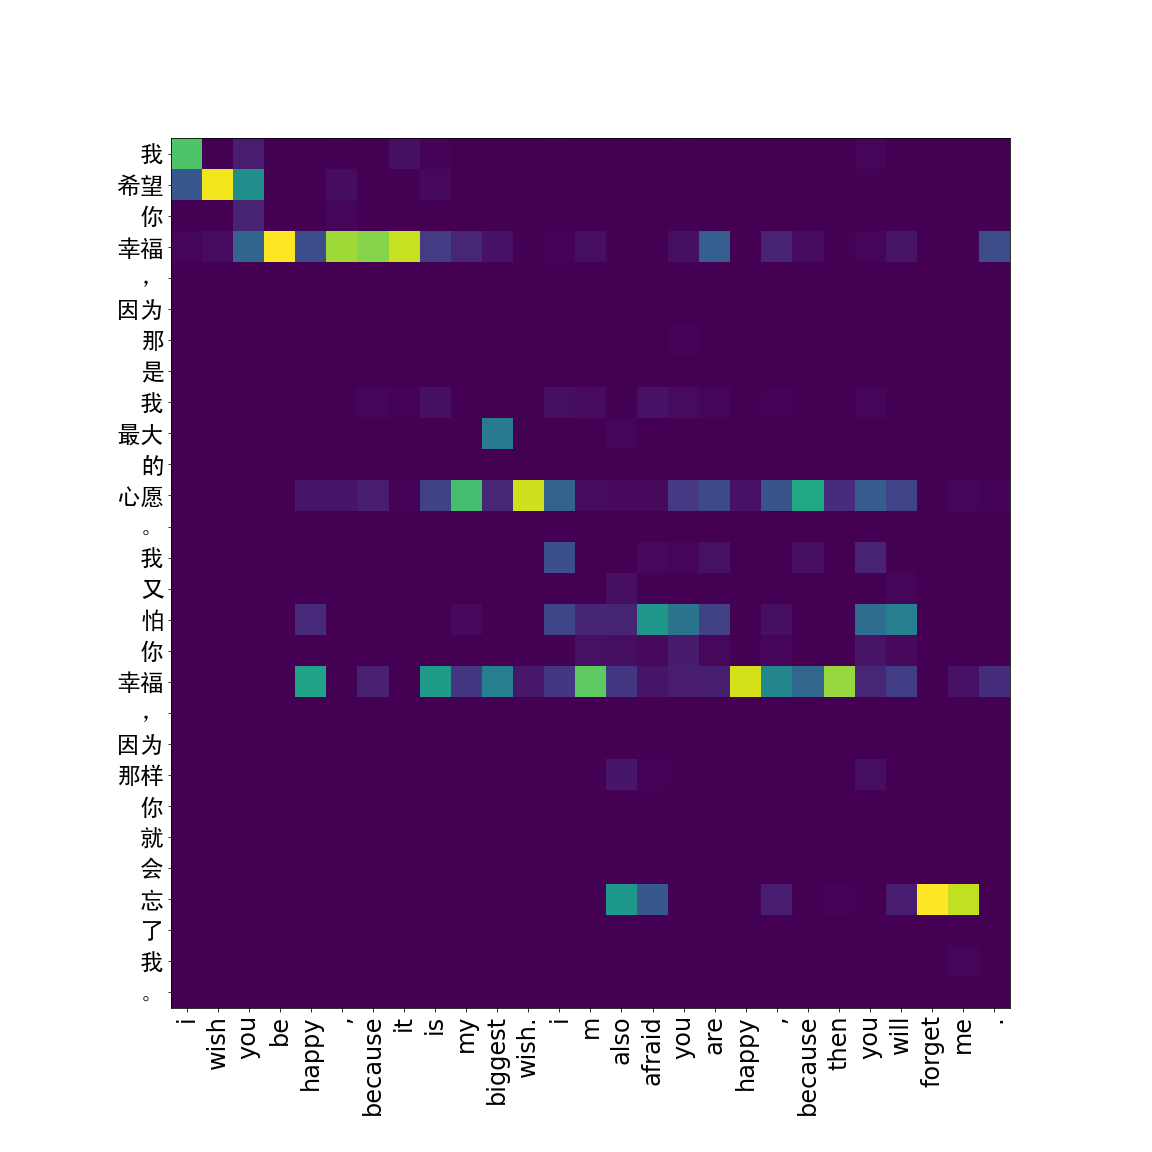 我
希望
你
幸福
，
因为
那
是
我
最大
的
心愿
。
我
又
怕
你
幸福
，
因为
那样
你
就
会
忘
了
我
。
i
wish
you
be
happy
,
because
it
is
my
biggest
wish.
i
m
also
afraid
you
are
happy
,
because
then
you
will
forget
me
.